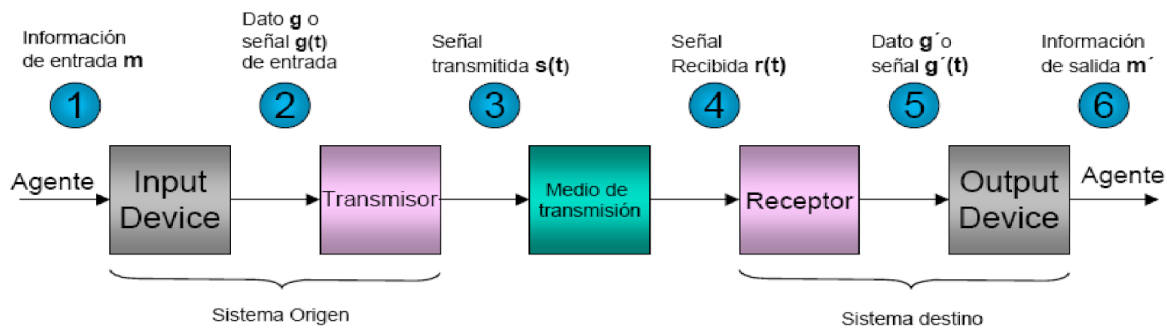 Información
de entrada m
Dato g o
señal g(t)
de entrada
Señal
transmitida s(t)
Señal
Recibida r(t)
Dato g´o
señal g´(t)
Información
de salida m´
1
2
3
4
5
6
Agente
Input
Device
Transmisor
Medio de
transmisión
Receptor
Output
Device
Agente
Sistema Origen
Sistema destino